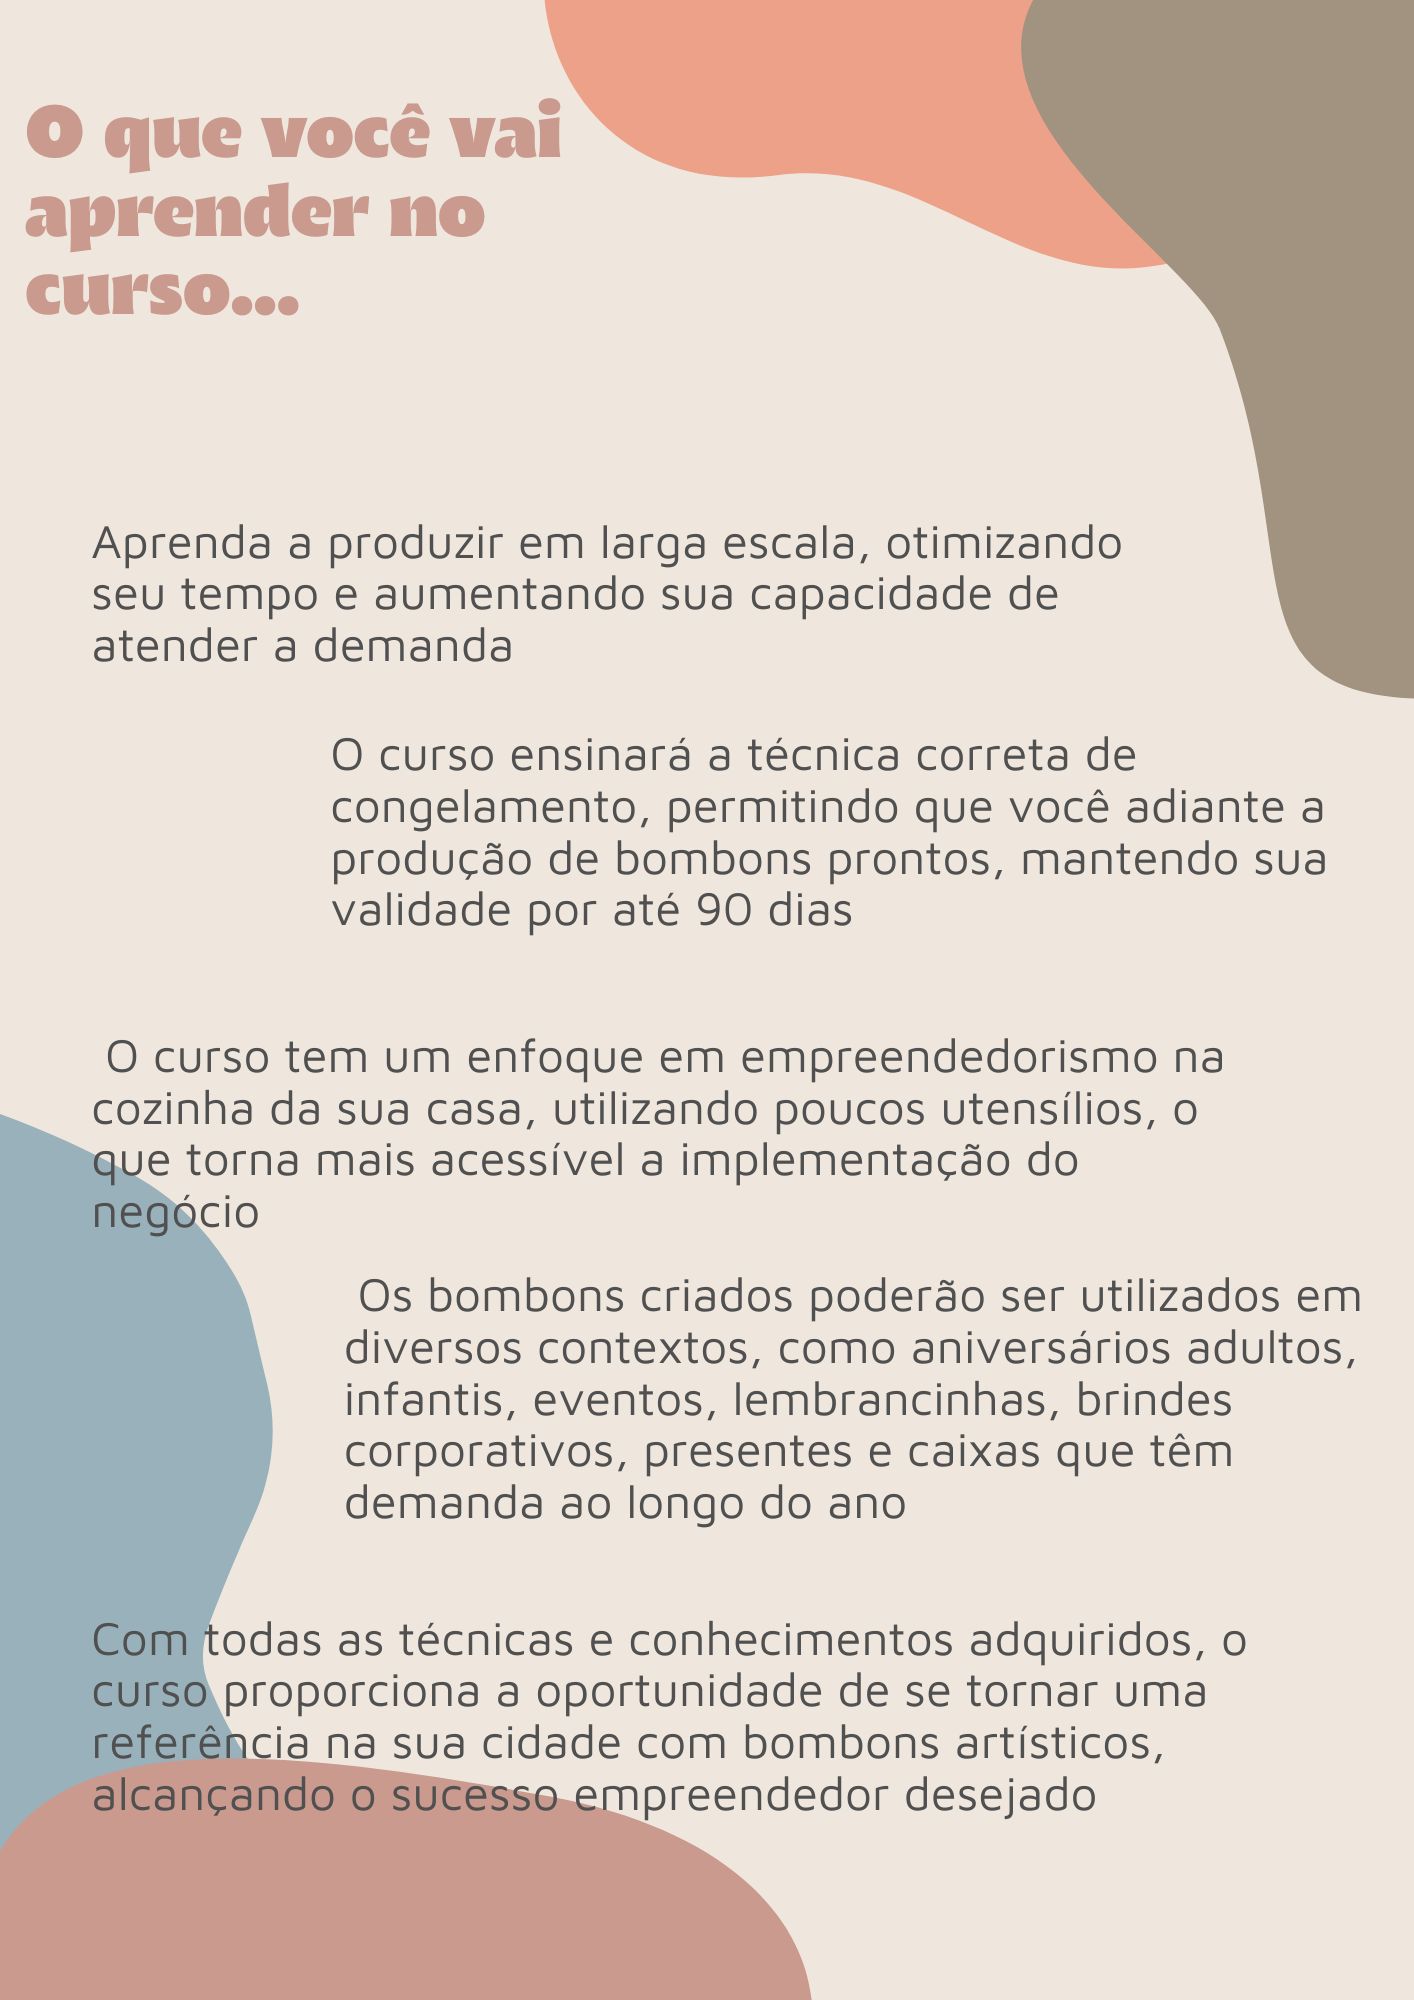 O que você vai
aprender no
curso...
Aprenda a produzir em larga escala, otimizando
seu tempo e aumentando sua capacidade de
atender a demanda
O curso ensinará a técnica correta de
congelamento, permitindo que você adiante a
produção de bombons prontos, mantendo sua
validade por até 90 dias
O curso tem um enfoque em empreendedorismo na
cozinha da sua casa, utilizando poucos utensílios, o
que torna mais acessível a implementação do
negócio
Os bombons criados poderão ser utilizados em
diversos contextos, como aniversários adultos,
infantis, eventos, lembrancinhas, brindes
corporativos, presentes e caixas que têm
demanda ao longo do ano
Com todas as técnicas e conhecimentos adquiridos, o
curso proporciona a oportunidade de se tornar uma
referência na sua cidade com bombons artísticos,
alcançando o sucesso empreendedor desejado